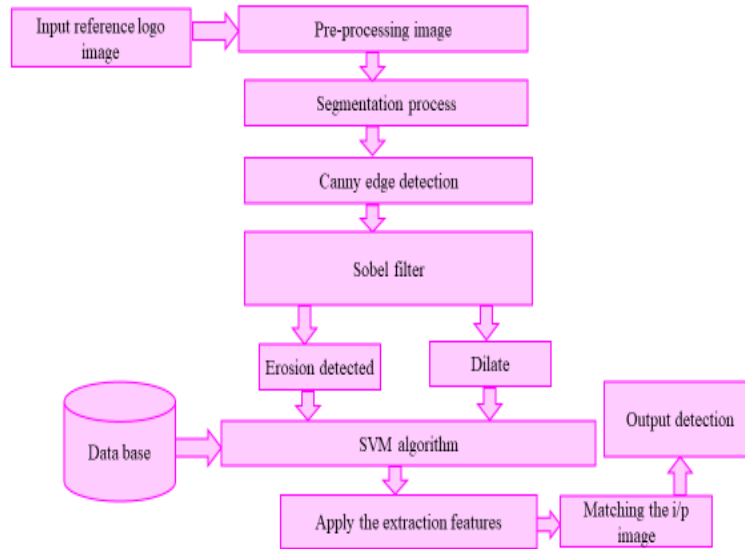 Input reference logo
image
Pre-processing image
Segmentation process
Canny edge detection
Sobel filter
Erosion detected
Dilate
Data base
SVM algorithm
Output detection
Apply the extraction features
Matching the i/p
image